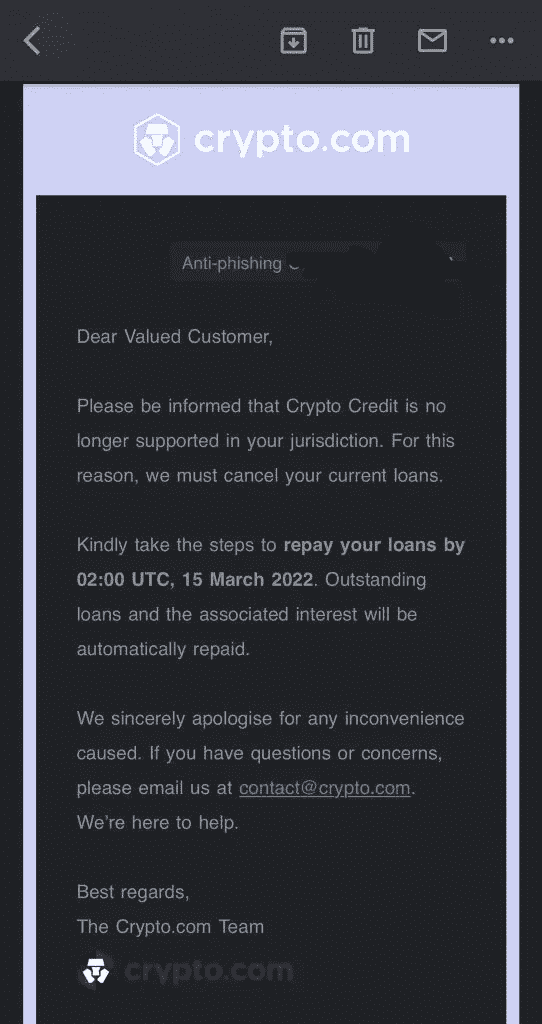 crypto.com
Anti-phishing
Dear Valued Customer,
Please be informed that Crypto Credit is no
longer supported in your jurisdiction. For this
reason, we must cancel your current loans.
Kindly take the steps to repay your loans by
02:00 UTC, 15 March 2022. Outstanding
loans and the associated interest will be
automatically repaid.
We sincerely apologise for any inconvenience
caused. If you have questions or concerns,
please email us at contact@crypto.com.
We're here to help.
Best regards,
The Crypto.com Team
crypto.com